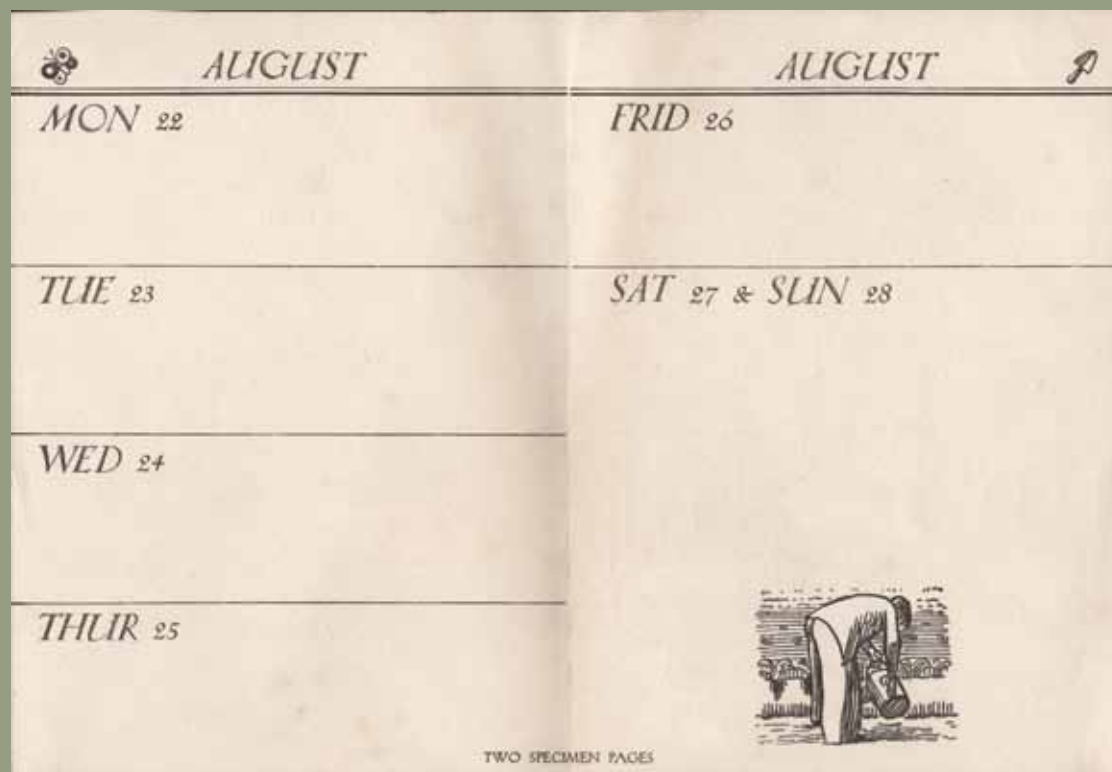 AUGUST
MON 22
TUE 23
WED 24
THUR 25
AUGUST
FRID 26
SAT 27 & SUN 28
TWO SPECIMEN PAGES